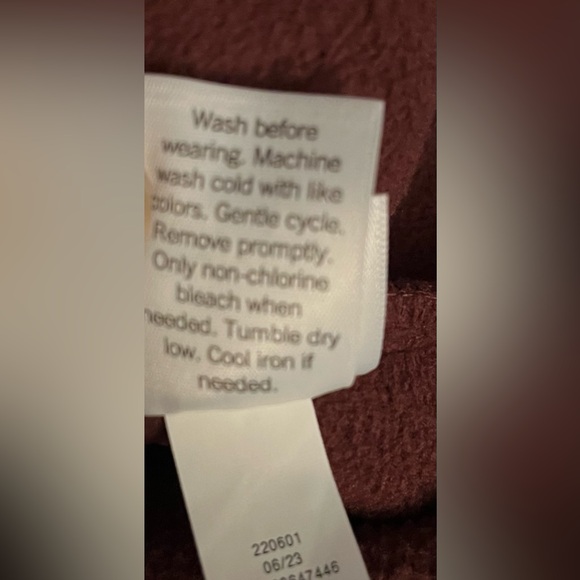 Wash before
wearing. Machine
wash cold with like
colors. Gentle cycle.
Remove promptly.
Only non-chlorine
bleach when
needed. Tumble dry
low. Cool iron if
needed.
220601
06/23